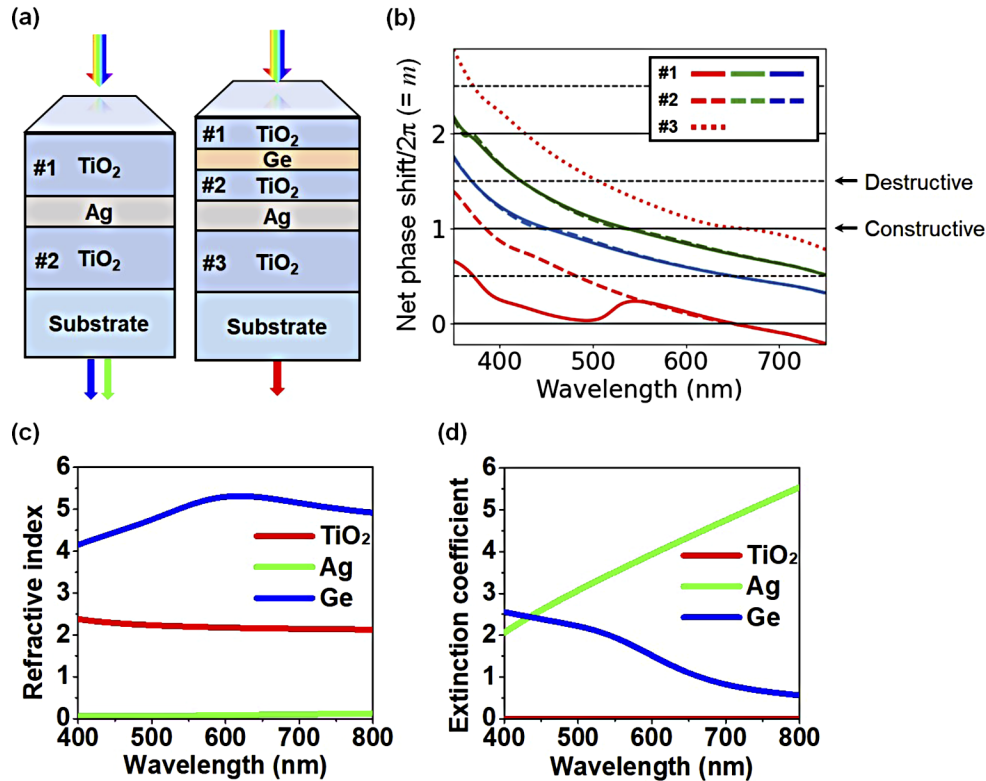 (a)
#1 TiO₂
Ag
#2 TiO₂
Substrate
#1 TiO₂
Ge
#2 TiO₂
Ag
#3 TiO₂
Substrate
(b)
Net phase shift/2π (= m)
2
1
0
400 500 600 700
Wavelength (nm)
#1
#2
#3
Destructive
Constructive
(c)
Refractive index
6
5
4
3
2
1
0
400 500 600 700 800
Wavelength (nm)
TiO₂
Ag
Ge
(d)
Extinction coefficient
6
5
4
3
2
1
0
400 500 600 700 800
Wavelength (nm)
TiO₂
Ag
Ge